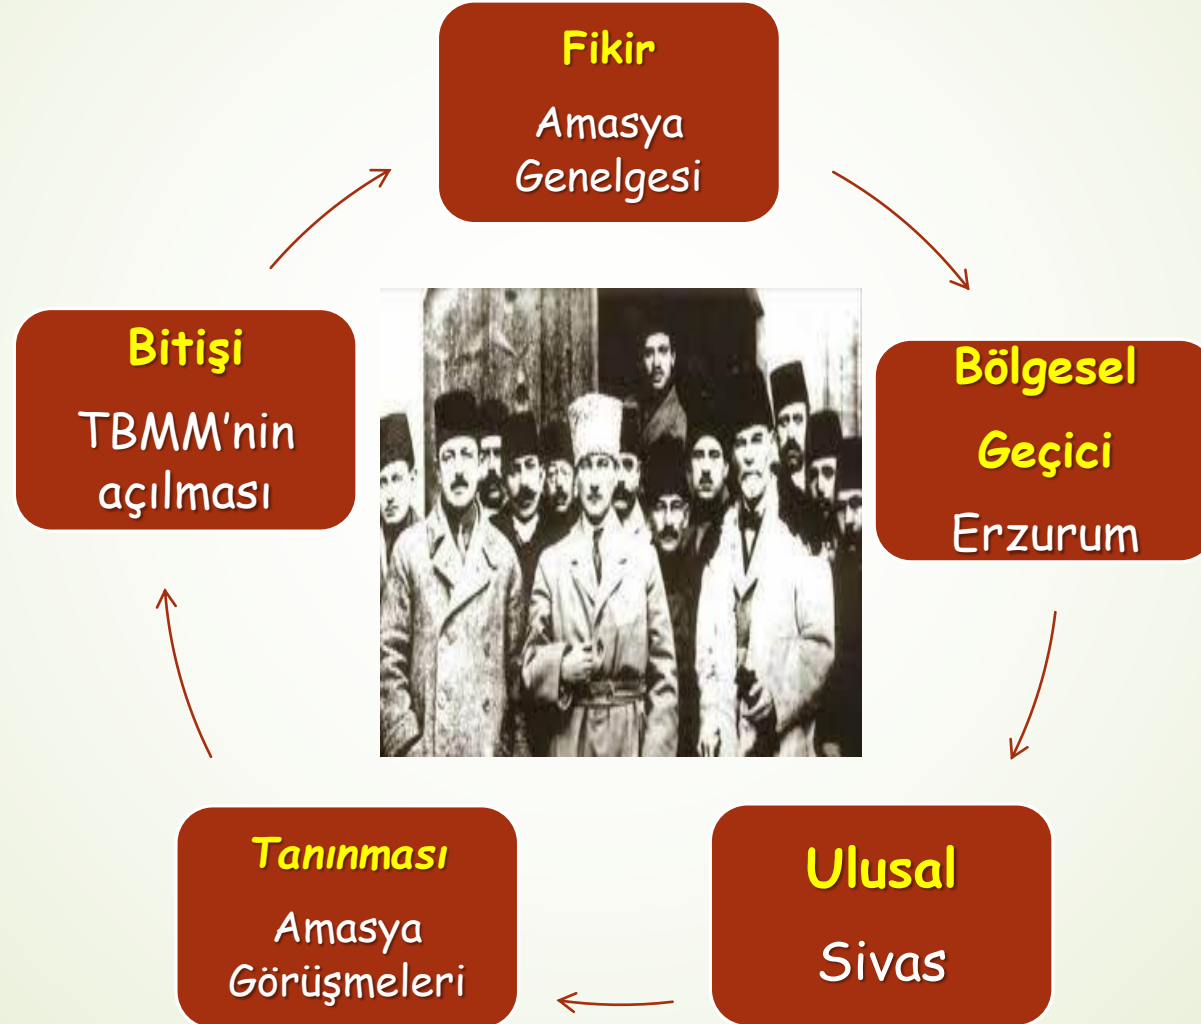 Fikir
Amasya
Genelgesi
Bölgesel
Geçici
Erzurum
Ulusal
Sivas
Tanınması
Amasya
Görüşmeleri
Bitişi
TBMM’nin
açılması